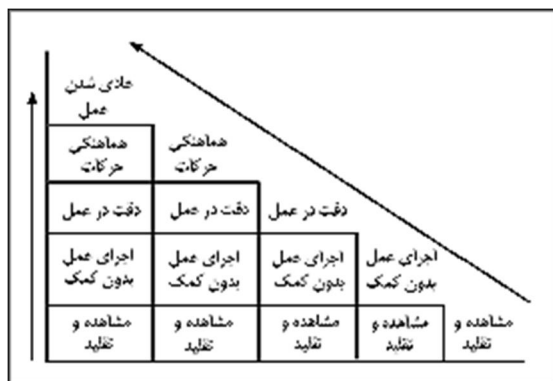 عادی شدن
عمل
هماهنگی
حرکات
هماهنگی
حرکات
دقت در عمل
دقت در عمل
دقت در عمل
اجرای عمل
بدون کمک
اجرای عمل
بدون کمک
اجرای عمل
بدون کمک
اجرای عمل
بدون کمک
مشاهده و
تقلید
مشاهده و
تقلید
مشاهده و
تقلید
مشاهده و
تقلید
مشاهده و
تقلید